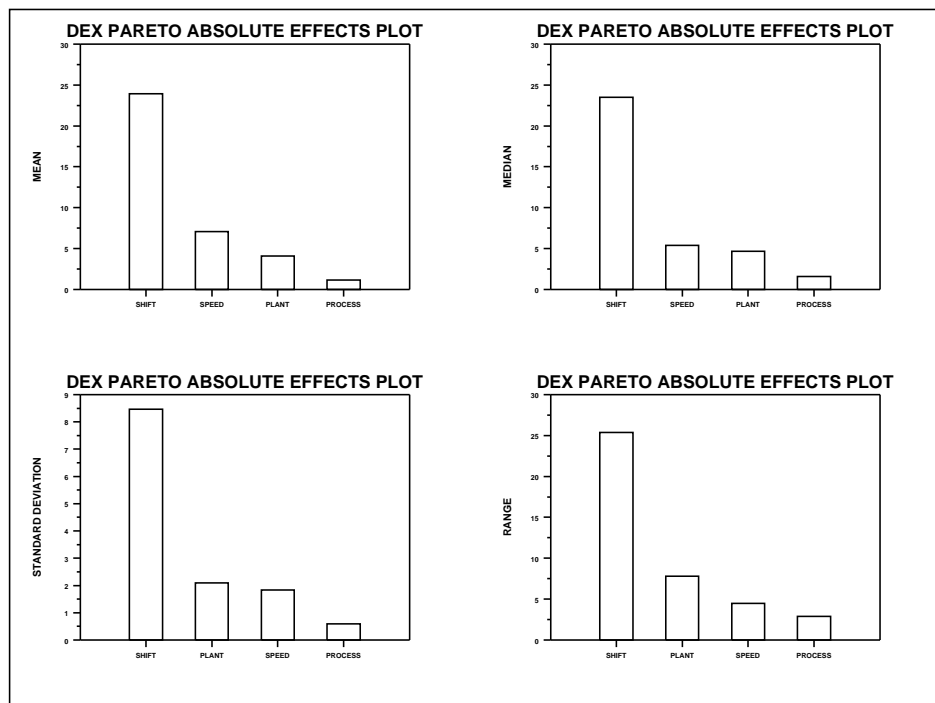 DEX PARETO ABSOLUTE EFFECTS PLOT
30
25
20
15
10
5
0
MEAN
SHIFT SPEED PLANT PROCESS
DEX PARETO ABSOLUTE EFFECTS PLOT
30
25
20
15
10
5
0
MEDIAN
SHIFT SPEED PLANT PROCESS
DEX PARETO ABSOLUTE EFFECTS PLOT
9
8
7
6
5
4
3
2
1
0
STANDARD DEVIATION
SHIFT PLANT SPEED PROCESS
DEX PARETO ABSOLUTE EFFECTS PLOT
30
25
20
15
10
5
0
RANGE
SHIFT PLANT SPEED PROCESS